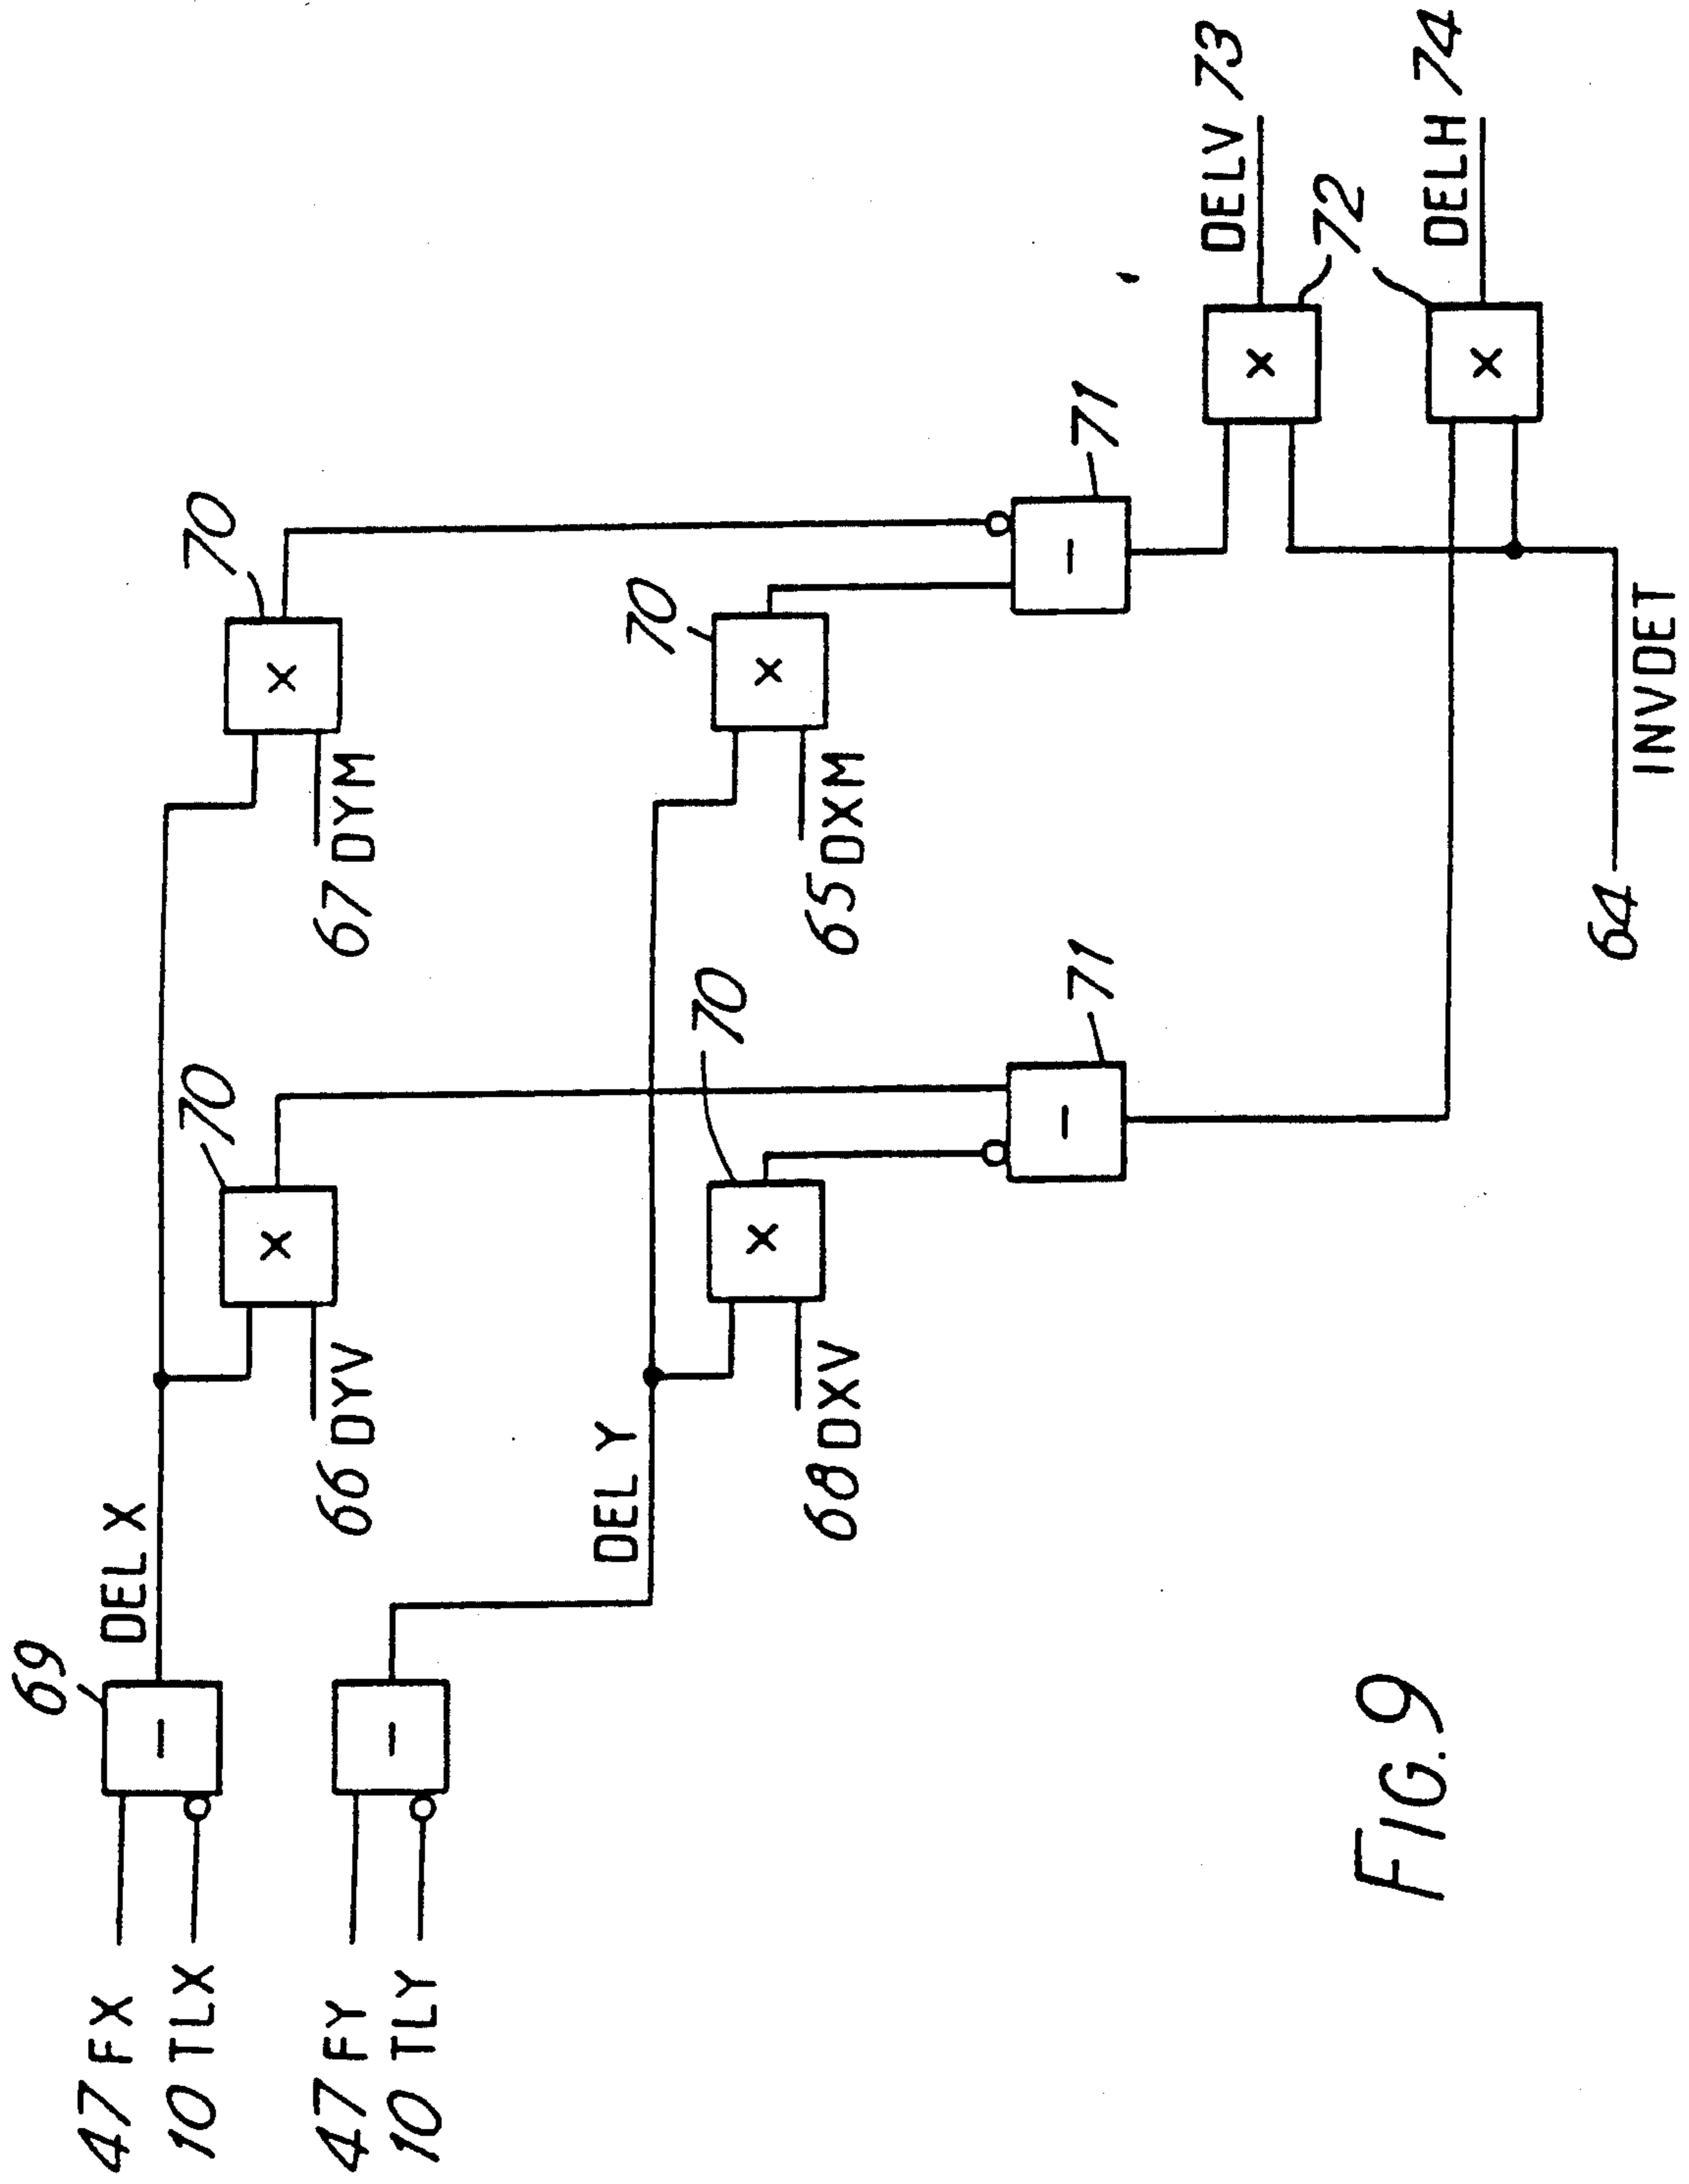 69
DEL X
47 FX
10 TLX
70
66 DYV
70
67 DYM
47 FY
10 TLY
DEL Y
70
68 DXV
70
65 DXM
71
71
DELV 73
72
DELH 74
64
INVDET
FIG. 9
-
-
x
x
x
x
-
-
x
x